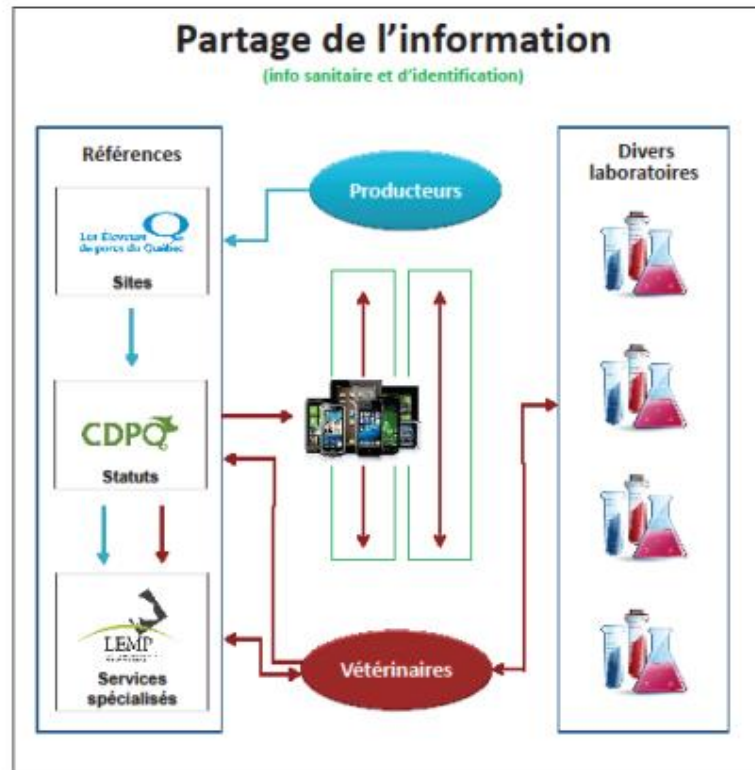 Partage de l’information
(info sanitaire et d’identification)
Références
Producteurs
Divers
laboratoires
Les Éleveurs
de porcs du Québec
Sites
CDPQ
Statuts
LEMP
Services
spécialisés
Vétérinaires